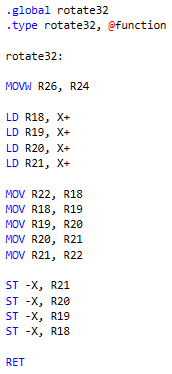 .global rotate32
.type rotate32, @function
rotate32:
MOVW R26, R24
LD R18, X+
LD R19, X+
LD R20, X+
LD R21, X+
MOV R22, R18
MOV R18, R19
MOV R19, R20
MOV R20, R21
MOV R21, R22
ST -X, R21
ST -X, R20
ST -X, R19
ST -X, R18
RET